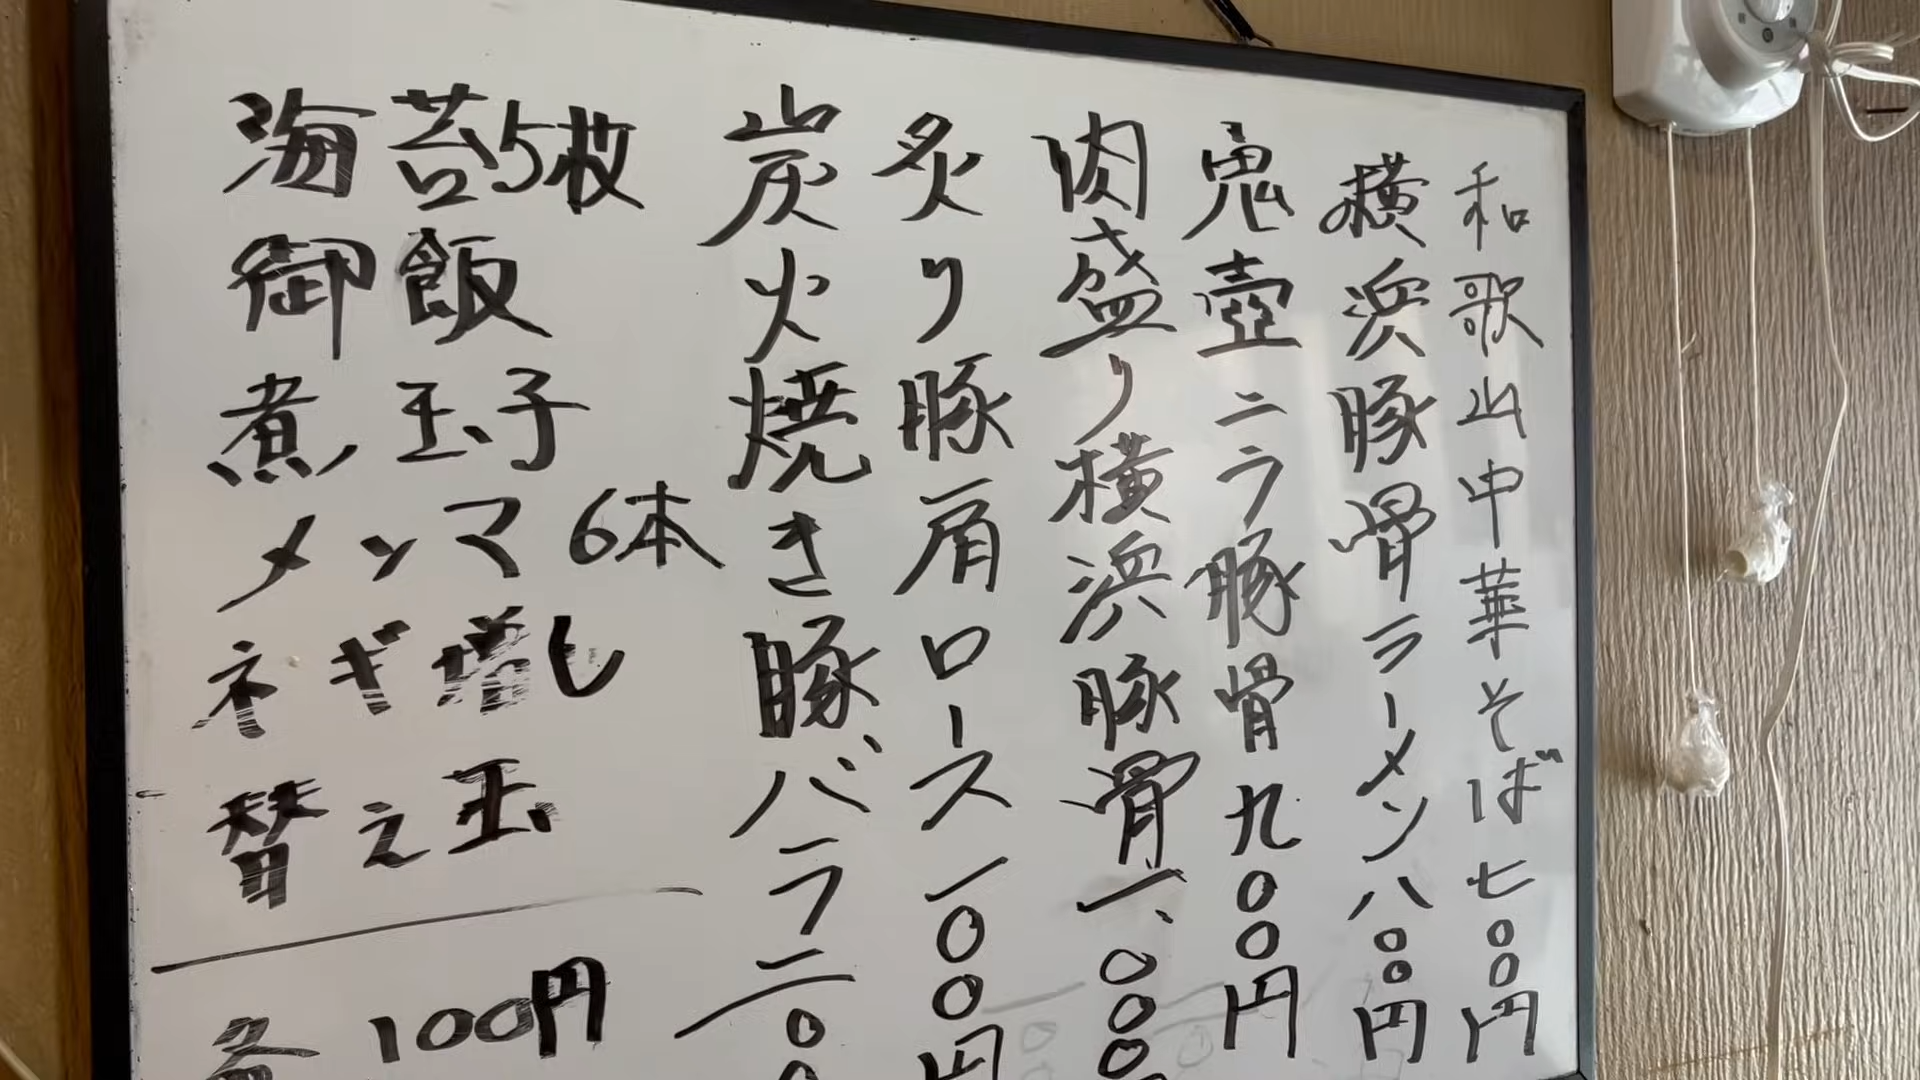 和歌山中華そば七〇〇円
横浜豚骨ラーメン八〇〇円
鬼壺ニラ豚骨九〇〇円
肉盛り横浜豚骨一、〇〇〇
炙り豚肩ロース一〇〇円
炭火焼き豚バラ二〇〇
海苔5枚
御飯
煮玉子
メンマ 6本
ネギ増し
替え玉
各 100円